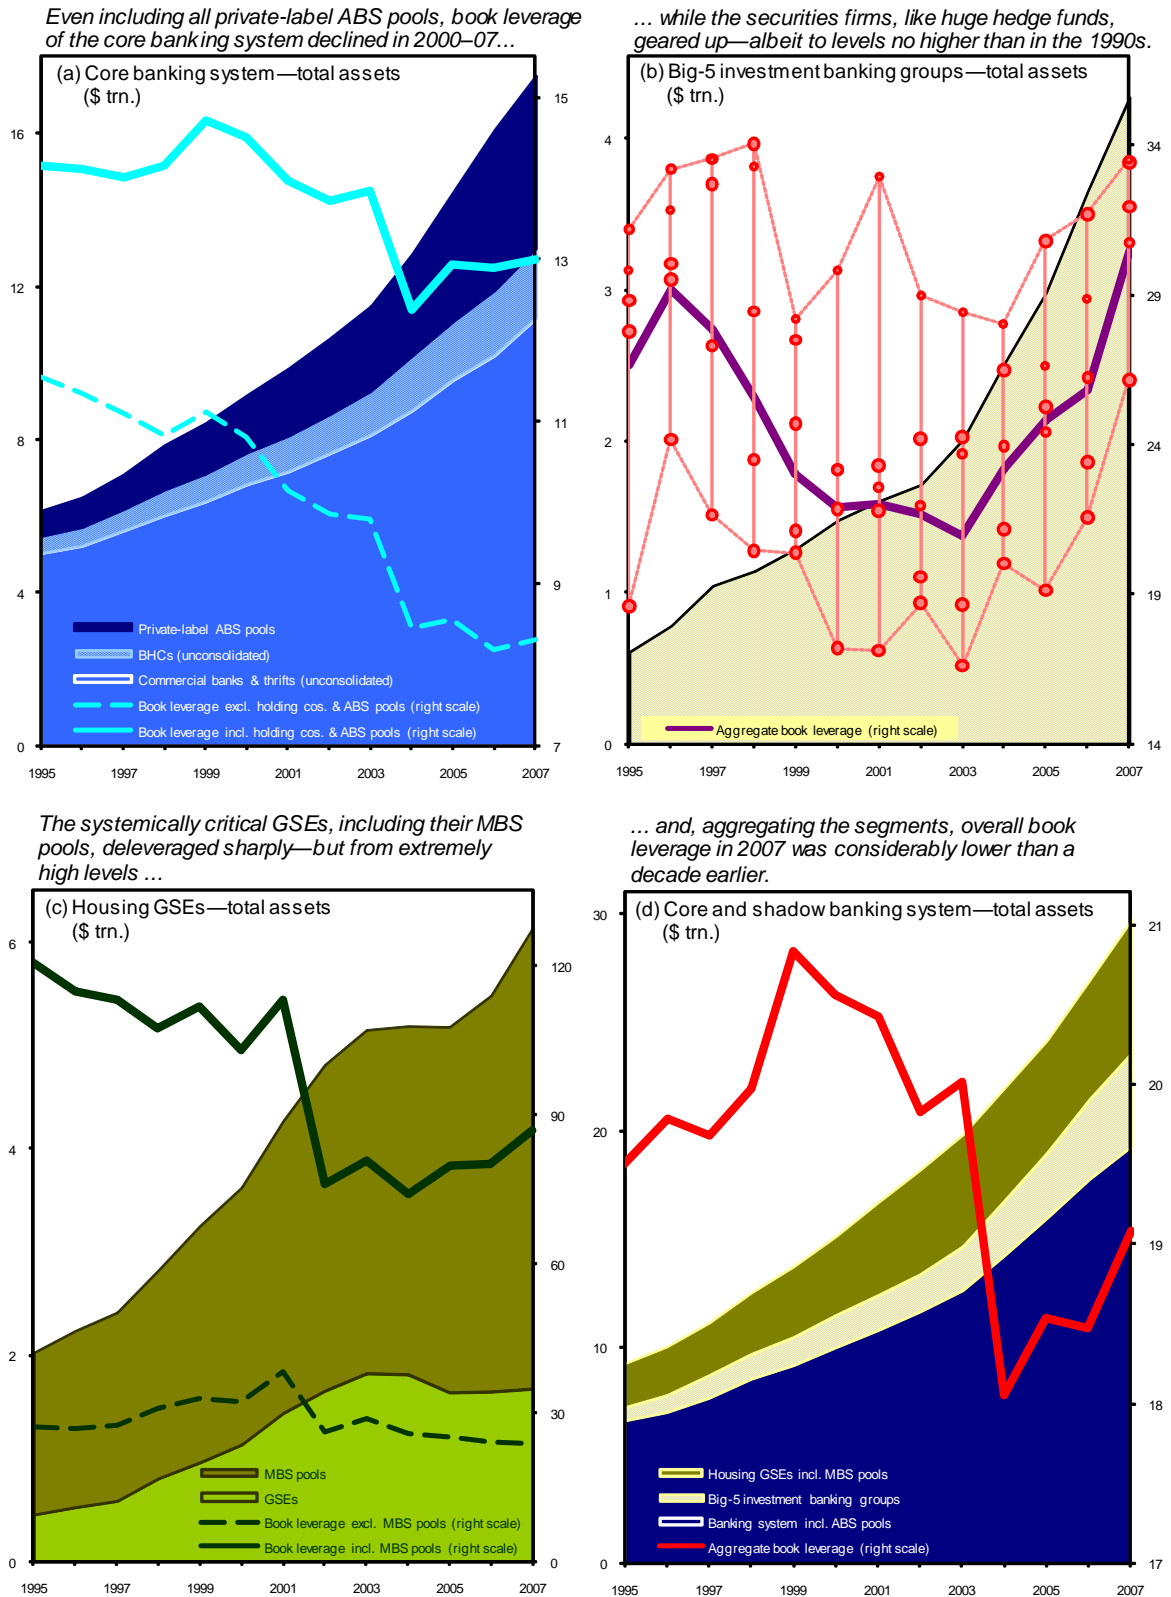 Even including all private-label ABS pools, book leverage
of the core banking system declined in 2000–07…
(a) Core banking system—total assets
($ trn.)
16
12
8
4
0
15
13
11
9
7
Private-label ABS pools
BHCs (unconsolidated)
Commercial banks & thrifts (unconsolidated)
Book leverage excl. holding cos. & ABS pools (right scale)
Book leverage incl. holding cos. & ABS pools (right scale)
1995 1997 1999 2001 2003 2005 2007
… while the securities firms, like huge hedge funds,
geared up—albeit to levels no higher than in the 1990s.
(b) Big-5 investment banking groups—total assets
($ trn.)
4
3
2
1
0
34
29
24
19
14
Aggregate book leverage (right scale)
1995 1997 1999 2001 2003 2005 2007
The systemically critical GSEs, including their MBS
pools, deleveraged sharply—but from extremely
high levels …
(c) Housing GSEs—total assets
($ trn.)
6
4
2
0
120
90
60
30
0
MBS pools
GSEs
Book leverage excl. MBS pools (right scale)
Book leverage incl. MBS pools (right scale)
1995 1997 1999 2001 2003 2005 2007
… and, aggregating the segments, overall book
leverage in 2007 was considerably lower than a
decade earlier.
(d) Core and shadow banking system—total assets
($ trn.)
30
20
10
0
21
20
19
18
17
Housing GSEs incl. MBS pools
Big-5 investment banking groups
Banking system incl. ABS pools
Aggregate book leverage (right scale)
1995 1997 1999 2001 2003 2005 2007